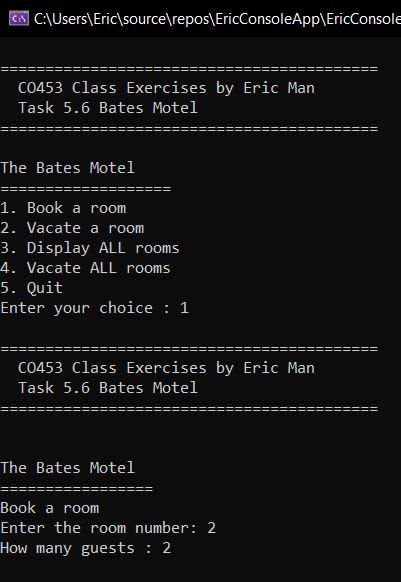 C:\Users\Eric\source\repos\EricConsoleApp\EricConsole
==========================================
  CO453 Class Exercises by Eric Man
  Task 5.6 Bates Motel
==========================================
The Bates Motel
===================
1. Book a room
2. Vacate a room
3. Display ALL rooms
4. Vacate ALL rooms
5. Quit
Enter your choice : 1
==========================================
  CO453 Class Exercises by Eric Man
  Task 5.6 Bates Motel
==========================================
The Bates Motel
=================
Book a room
Enter the room number: 2
How many guests : 2